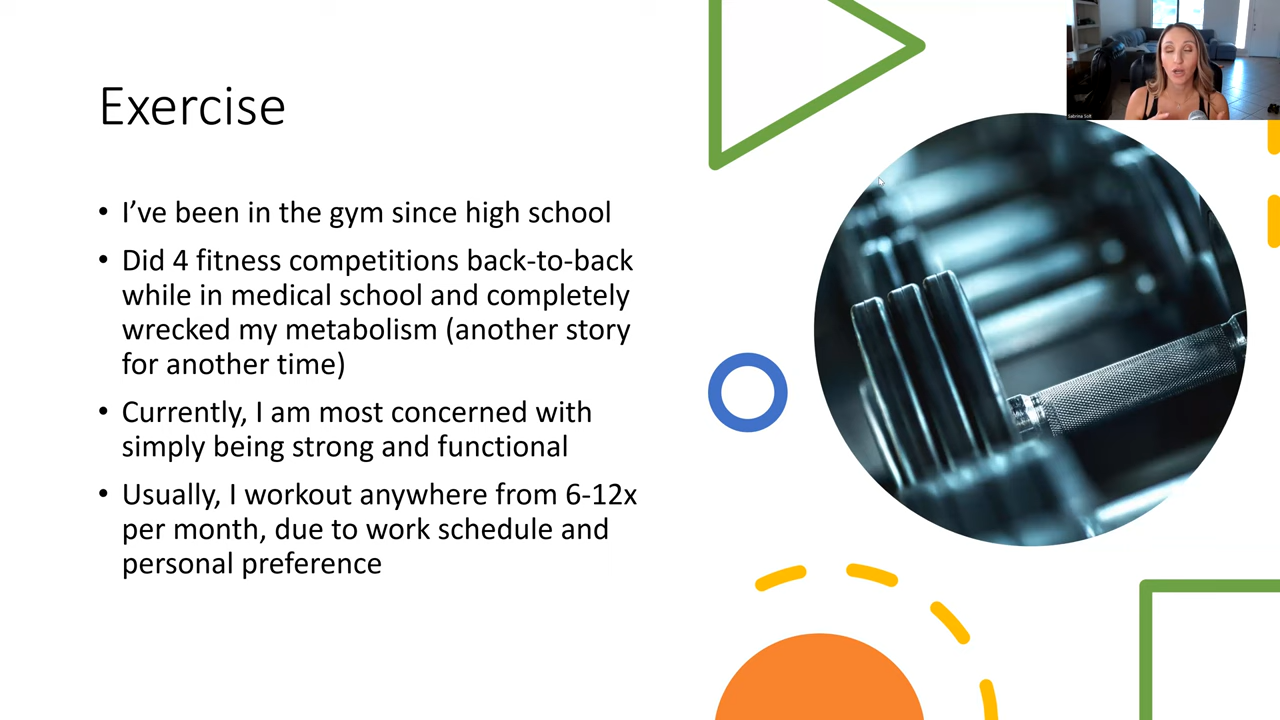 Exercise
• I’ve been in the gym since high school
• Did 4 fitness competitions back-to-back
while in medical school and completely
wrecked my metabolism (another story
for another time)
• Currently, I am most concerned with
simply being strong and functional
• Usually, I workout anywhere from 6-12x
per month, due to work schedule and
personal preference
Sabrina Solt